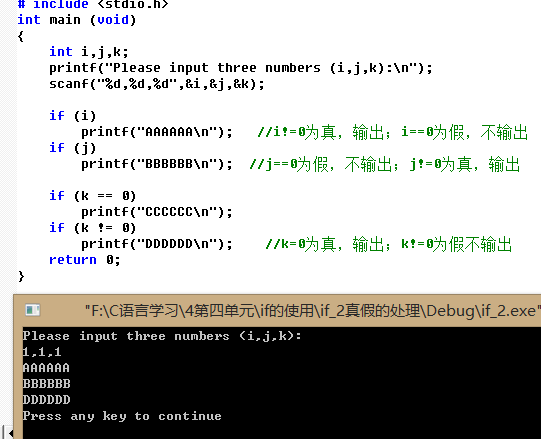 # include <stdio.h>
int main (void)
{
int i,j,k;
printf("Please input three numbers (i,j,k):\n");
scanf("%d,%d,%d",&i,&j,&k);
if (i)
printf("AAAAAA\n");   //i!=0为真，输出；i==0为假，不输出
if (j)
printf("BBBBBB\n");  //j==0为假，不输出；j!=0为真，输出
if (k == 0)
printf("CCCCCC\n");
if (k != 0)
printf("DDDDDD\n");    //k=0为真，输出；k!=0为假不输出
return 0;
}
"F:\C语言学习\4第四单元\if的使用\if_2真假的处理\Debug\if_2.exe"
Please input three numbers (i,j,k):
1,1,1
AAAAAA
BBBBBB
DDDDDD
Press any key to continue